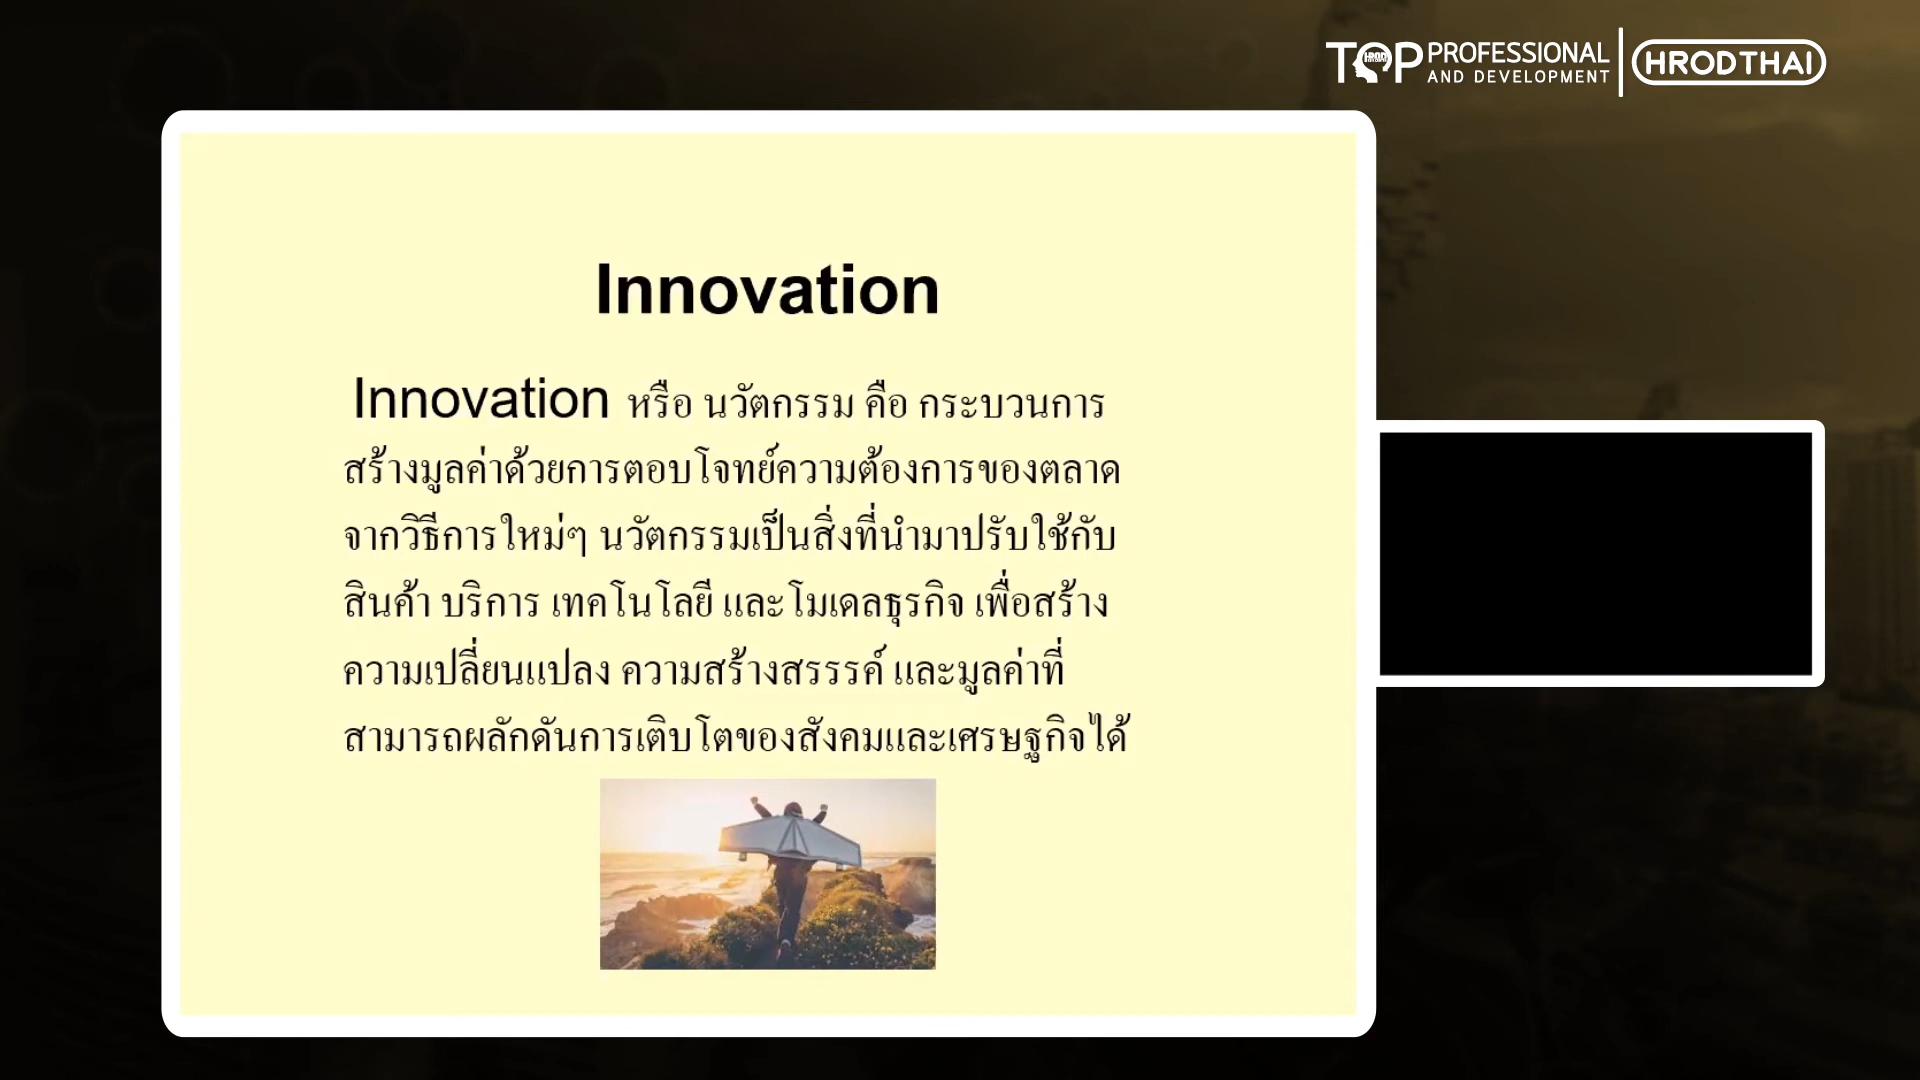 TOP PROFESSIONAL AND DEVELOPMENT | HRODTHAI
Innovation
Innovation หรือ นวัตกรรม คือ กระบวนการ
สร้างมูลค่าด้วยการตอบโจทย์ความต้องการของตลาด
จากวิธีการใหม่ๆ นวัตกรรมเป็นสิ่งที่นำมาปรับใช้กับ
สินค้า บริการ เทคโนโลยี และโมเดลธุรกิจ เพื่อสร้าง
ความเปลี่ยนแปลง ความสร้างสรรรค์ และมูลค่าที่
สามารถผลักดันการเติบโตของสังคมและเศรษฐกิจได้